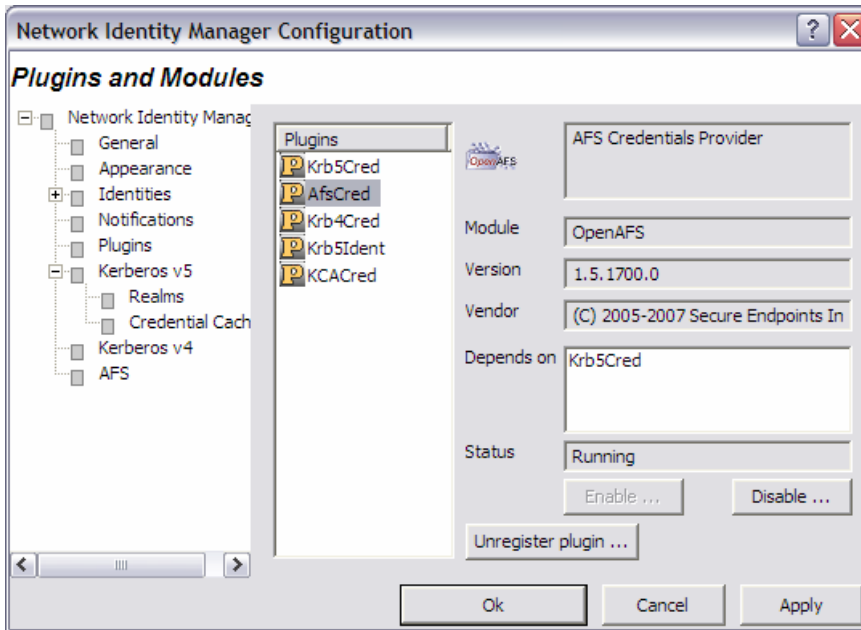 Network Identity Manager Configuration
Plugins and Modules
Network Identity Manag
General
Appearance
Identities
Notifications
Plugins
Kerberos v5
Realms
Credential Cach
Kerberos v4
AFS
Plugins
Krb5Cred
AfsCred
Krb4Cred
Krb5Ident
KCACred
OpenAFS
AFS Credentials Provider
Module
OpenAFS
Version
1.5.1700.0
Vendor
(C) 2005-2007 Secure Endpoints In
Depends on
Krb5Cred
Status
Running
Enable ...
Disable ...
Unregister plugin ...
Ok
Cancel
Apply